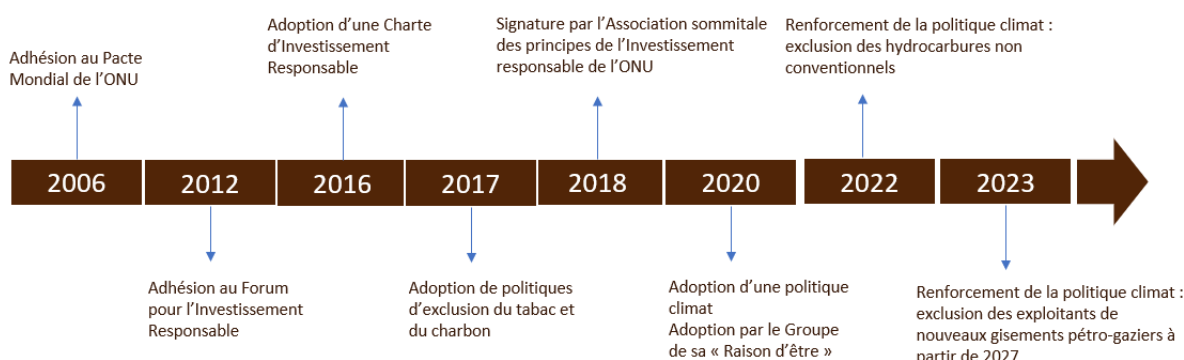 Adhésion au Pacte
Mondial de l’ONU
Adoption d’une Charte
d’Investissement
Responsable
Signature par l’Association sommitale
des principes de l’Investissement
responsable de l’ONU
Renforcement de la politique climat :
exclusion des hydrocarbures non
conventionnels
2006
2012
2016
2017
2018
2020
2022
2023
Adhésion au Forum
pour l’Investissement
Responsable
Adoption de politiques
d’exclusion du tabac et
du charbon
Adoption d’une politique
climat
Adoption par le Groupe
de sa « Raison d’être »
Renforcement de la politique climat :
exclusion des exploitants de
nouveaux gisements pétro-gaziers à
partir de 2027